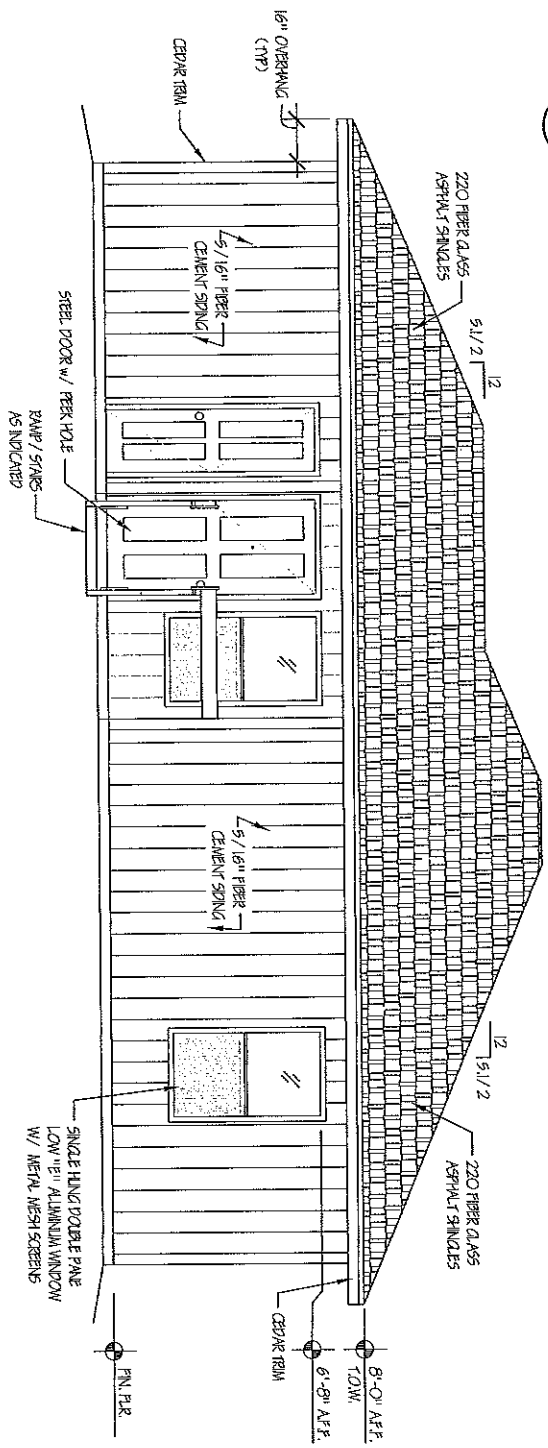 220 FIBER GLASS
ASPHALT SHINGLES
12
5.1/2
12
5.1/2
220 FIBER GLASS
ASPHALT SHINGLES
16" OVERHANG
(TYP)
CEDAR TRIM
5/16" FIBER
CEMENT SIDING
5/16" FIBER
CEMENT SIDING
STEEL DOOR w/ PEEK HOLE
RAMP / STAIRS
AS INDICATED
SINGLE HUNG DOUBLE PANE
LOW "E" ALUMINUM WINDOW
W/ METAL MESH SCREENS
CEDAR TRIM
8'-0" A.F.F.
T.O.W.
6'-8" A.F.F.
FIN. FLR.